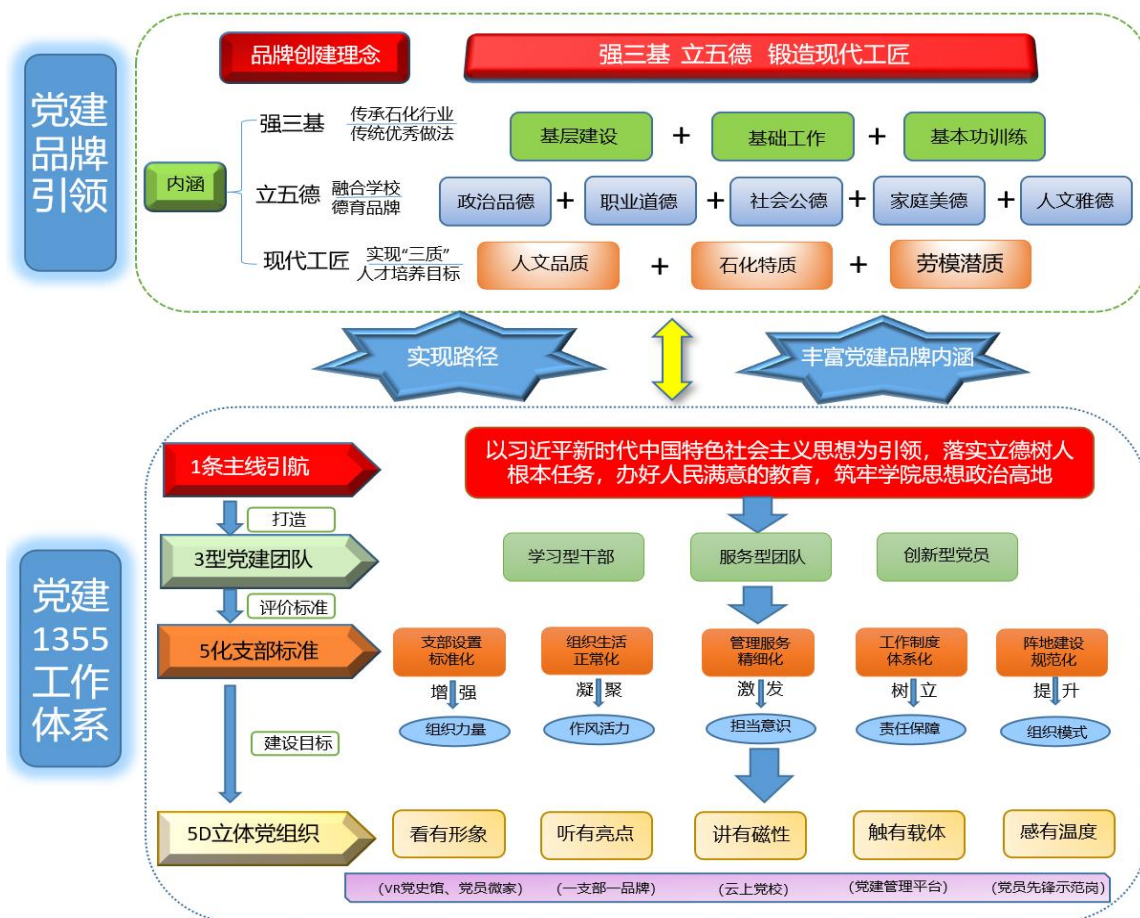 党建
品牌
引领
品牌创建理念
强三基 立五德 锻造现代工匠
内涵
强三基
传承石化行业
传统优秀做法
基层建设
+
基础工作
+
基本功训练
立五德
融合学校
德育品牌
政治品德
+
职业道德
+
社会公德
+
家庭美德
+
人文雅德
现代工匠
实现“三质”
人才培养目标
人文品质
+
石化特质
+
劳模潜质
实现路径
丰富党建品牌内涵
党建
1355
工作
体系
1条主线引航
以习近平新时代中国特色社会主义思想为引领，落实立德树人
根本任务，办好人民满意的教育，筑牢学院思想政治高地
打造
3型党建团队
学习型干部
服务型团队
创新型党员
评价标准
5化支部标准
支部设置
标准化
组织生活
正常化
管理服务
精细化
工作制度
体系化
阵地建设
规范化
增强
凝聚
激发
树立
提升
组织力量
作风活力
担当意识
责任保障
组织模式
建设目标
5D立体党组织
看有形象
听有亮点
讲有磁性
触有载体
感有温度
(VR党史馆、党员微家)
(一支部一品牌)
(云上党校)
(党建管理平台)
(党员先锋示范岗)